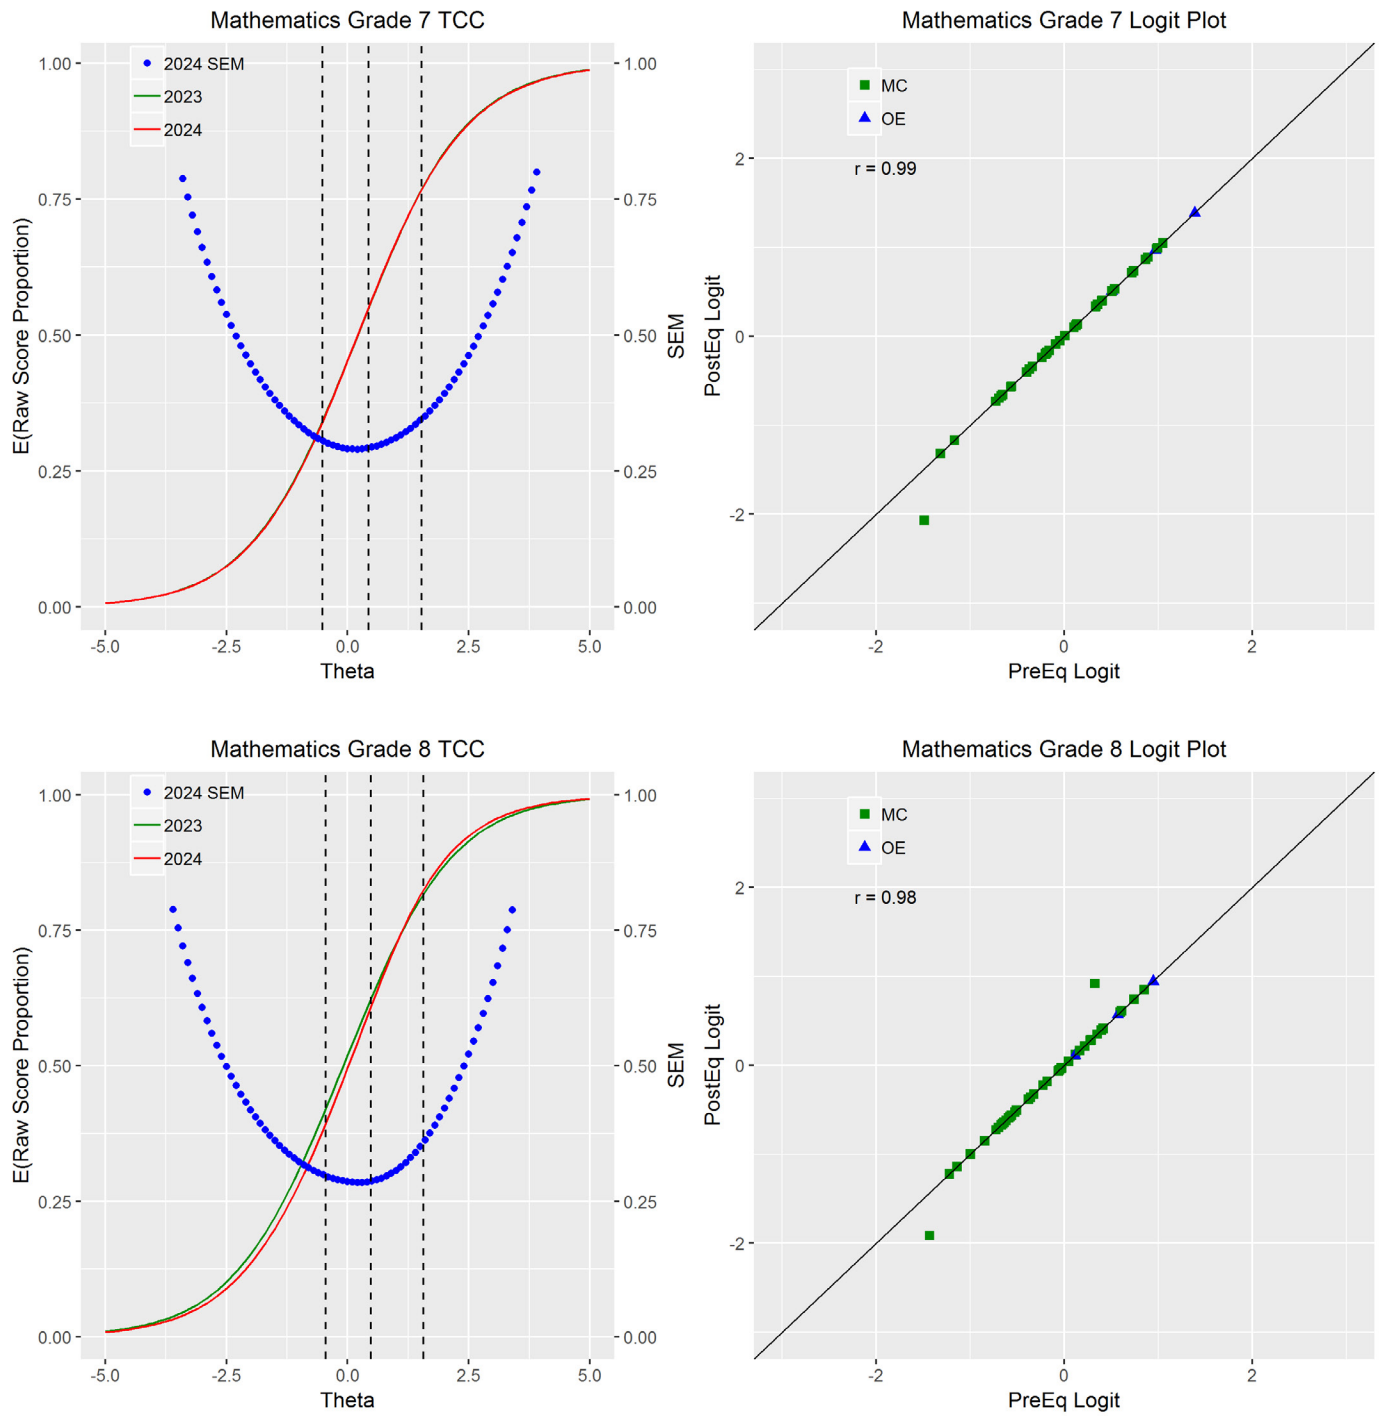 Mathematics Grade 7 TCC
1.00
0.75
0.50
0.25
0.00
E(Raw Score Proportion)
2024 SEM
2023
2024
1.00
0.75
0.50
0.25
0.00
SEM
-5.0 -2.5 0.0 2.5 5.0
Theta
Mathematics Grade 7 Logit Plot
MC
OE
r = 0.99
2
0
-2
PostEq Logit
-2 0 2
PreEq Logit
Mathematics Grade 8 TCC
1.00
0.75
0.50
0.25
0.00
E(Raw Score Proportion)
2024 SEM
2023
2024
1.00
0.75
0.50
0.25
0.00
SEM
-5.0 -2.5 0.0 2.5 5.0
Theta
Mathematics Grade 8 Logit Plot
MC
OE
r = 0.98
2
0
-2
PostEq Logit
-2 0 2
PreEq Logit